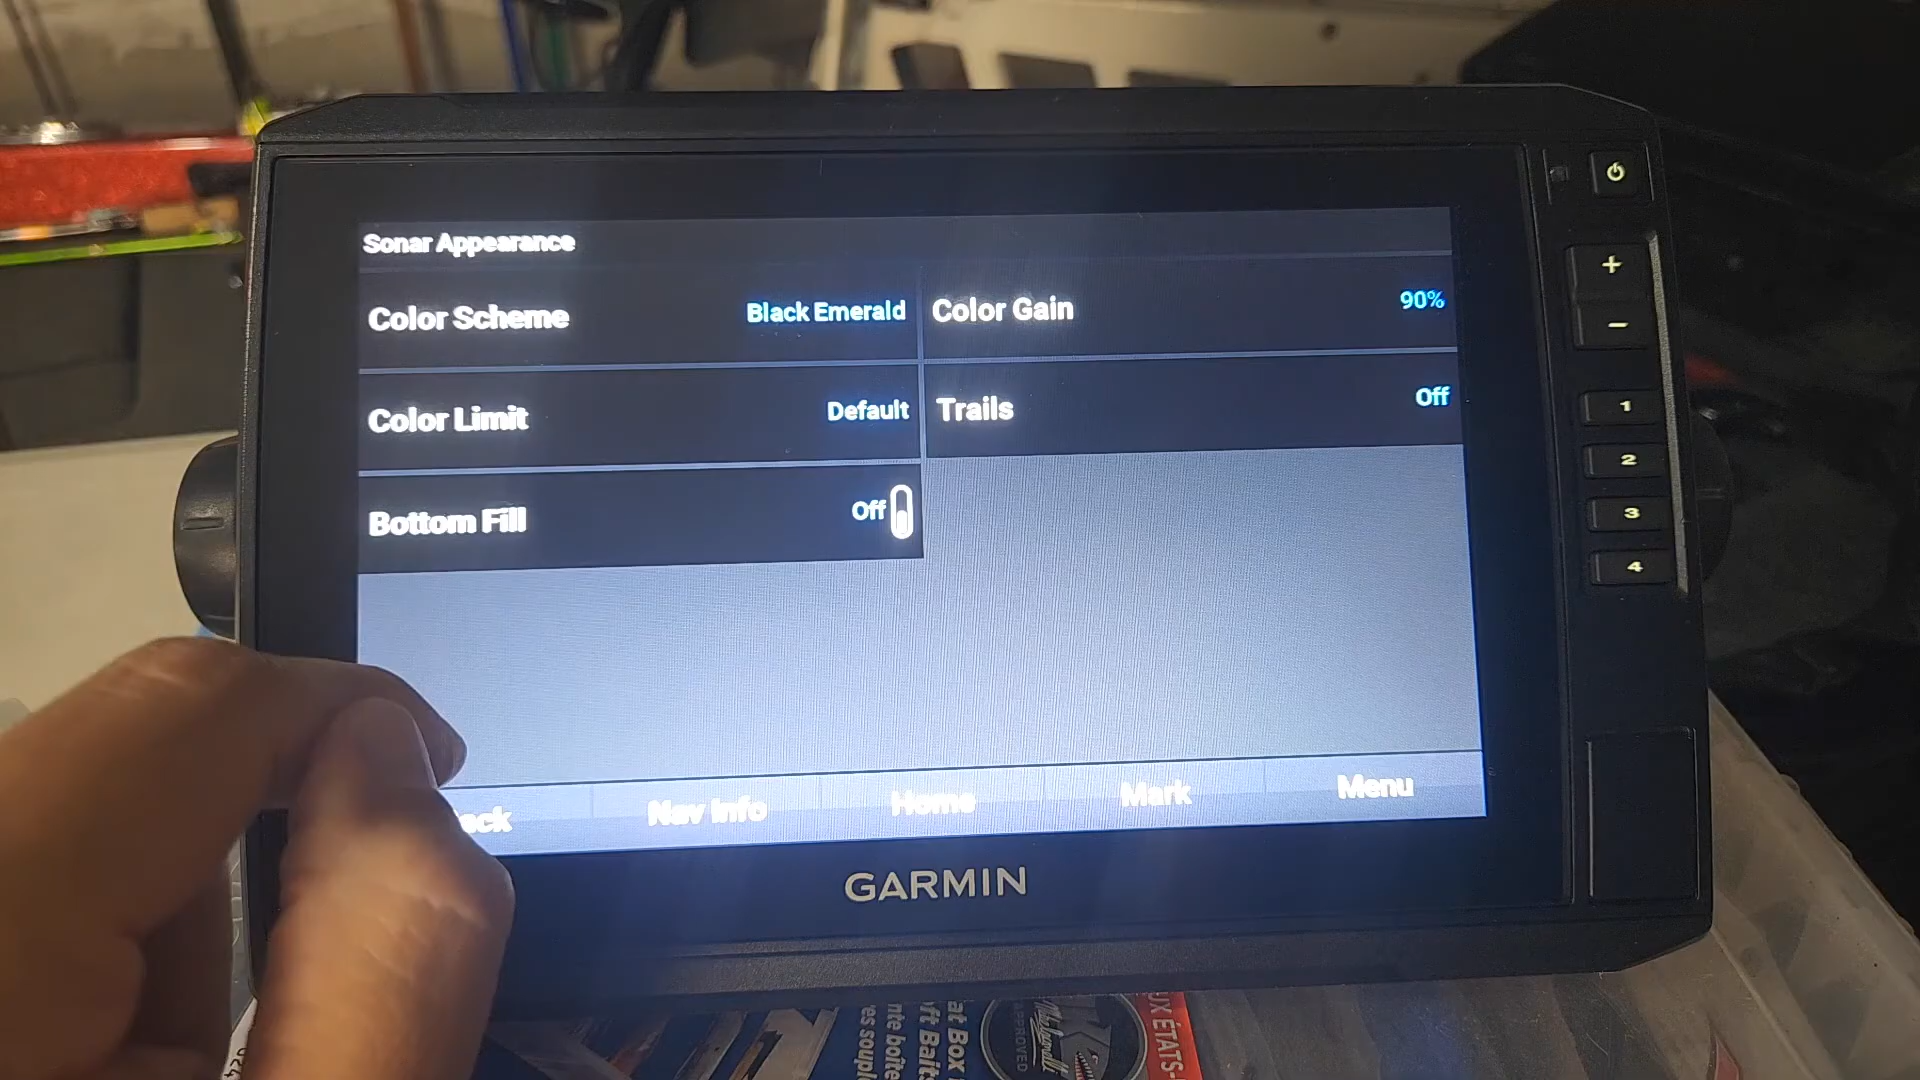 Sonar Appearance
Color Scheme Black Emerald
Color Gain 90%
Color Limit Default
Trails Off
Bottom Fill Off
Nav Info Home Mark Menu
GARMIN
+
−
1
2
3
4
APPROVED